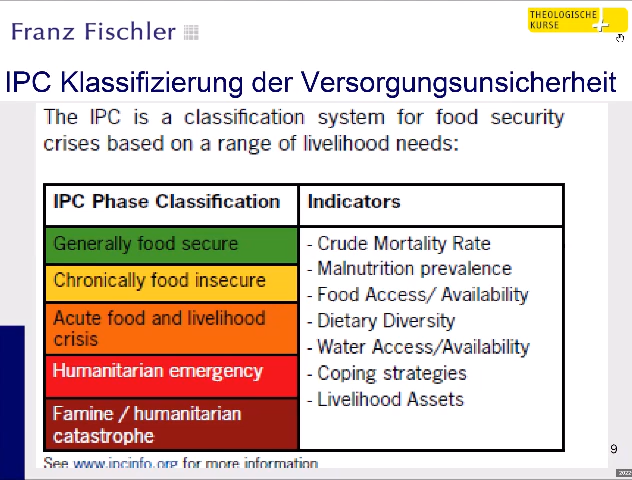 Franz Fischler
THEOLOGISCHE
KURSE
IPC Klassifizierung der Versorgungsunsicherheit
The IPC is a classification system for food security
crises based on a range of livelihood needs:
IPC Phase Classification
Indicators
Generally food secure
Chronically food insecure
Acute food and livelihood
crisis
Humanitarian emergency
Famine / humanitarian
catastrophe
- Crude Mortality Rate
- Malnutrition prevalence
- Food Access/ Availability
- Dietary Diversity
- Water Access/Availability
- Coping strategies
- Livelihood Assets
See www.ipcinfo.org for more information
9
2022